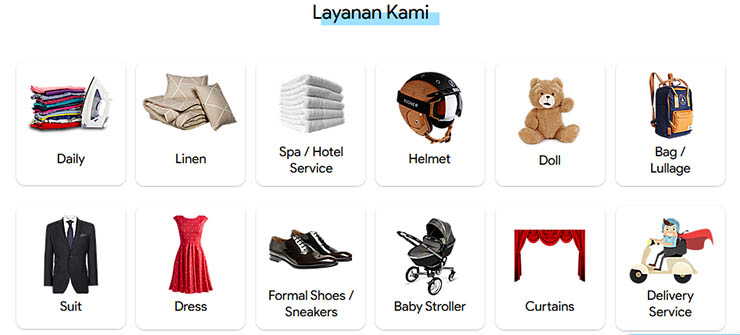 Layanan Kami
Daily
Linen
Spa / Hotel
Service
Helmet
Doll
Bag /
Lullage
Suit
Dress
Formal Shoes /
Sneakers
Baby Stroller
Curtains
Delivery
Service